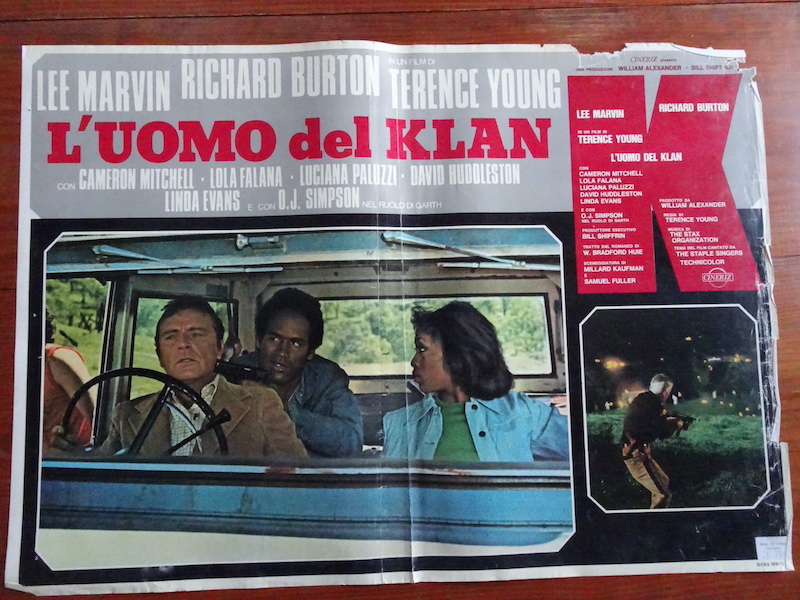 IN UN FILM DI
LEE MARVIN RICHARD BURTON TERENCE YOUNG
L'UOMO del KLAN
CON CAMERON MITCHELL · LOLA FALANA · LUCIANA PALUZZI · DAVID HUDDLESTON
LINDA EVANS E CON O.J. SIMPSON NEL RUOLO DI GARTH
CINERIZ presenta
UNA PRODUZIONE WILLIAM ALEXANDER - BILL SHIFFRIN
LEE MARVIN RICHARD BURTON
IN UN FILM DI
TERENCE YOUNG
L'UOMO DEL KLAN
CON
CAMERON MITCHELL
LOLA FALANA
LUCIANA PALUZZI
DAVID HUDDLESTON
LINDA EVANS
E CON
O.J. SIMPSON
NEL RUOLO DI GARTH
PRODUTTORE ESECUTIVO
BILL SHIFFRIN
TRATTO DAL ROMANZO DI
W. BRADFORD HUIE
SCENEGGIATURA DI
MILLARD KAUFMAN
E
SAMUEL FULLER
PRODOTTO DA
WILLIAM ALEXANDER
REGIA DI
TERENCE YOUNG
MUSICA DI
THE STAX
ORGANIZATION
TEMA DEL FILM CANTATO DA
THE STAPLE SINGERS
TECHNICOLOR
CINERIZ